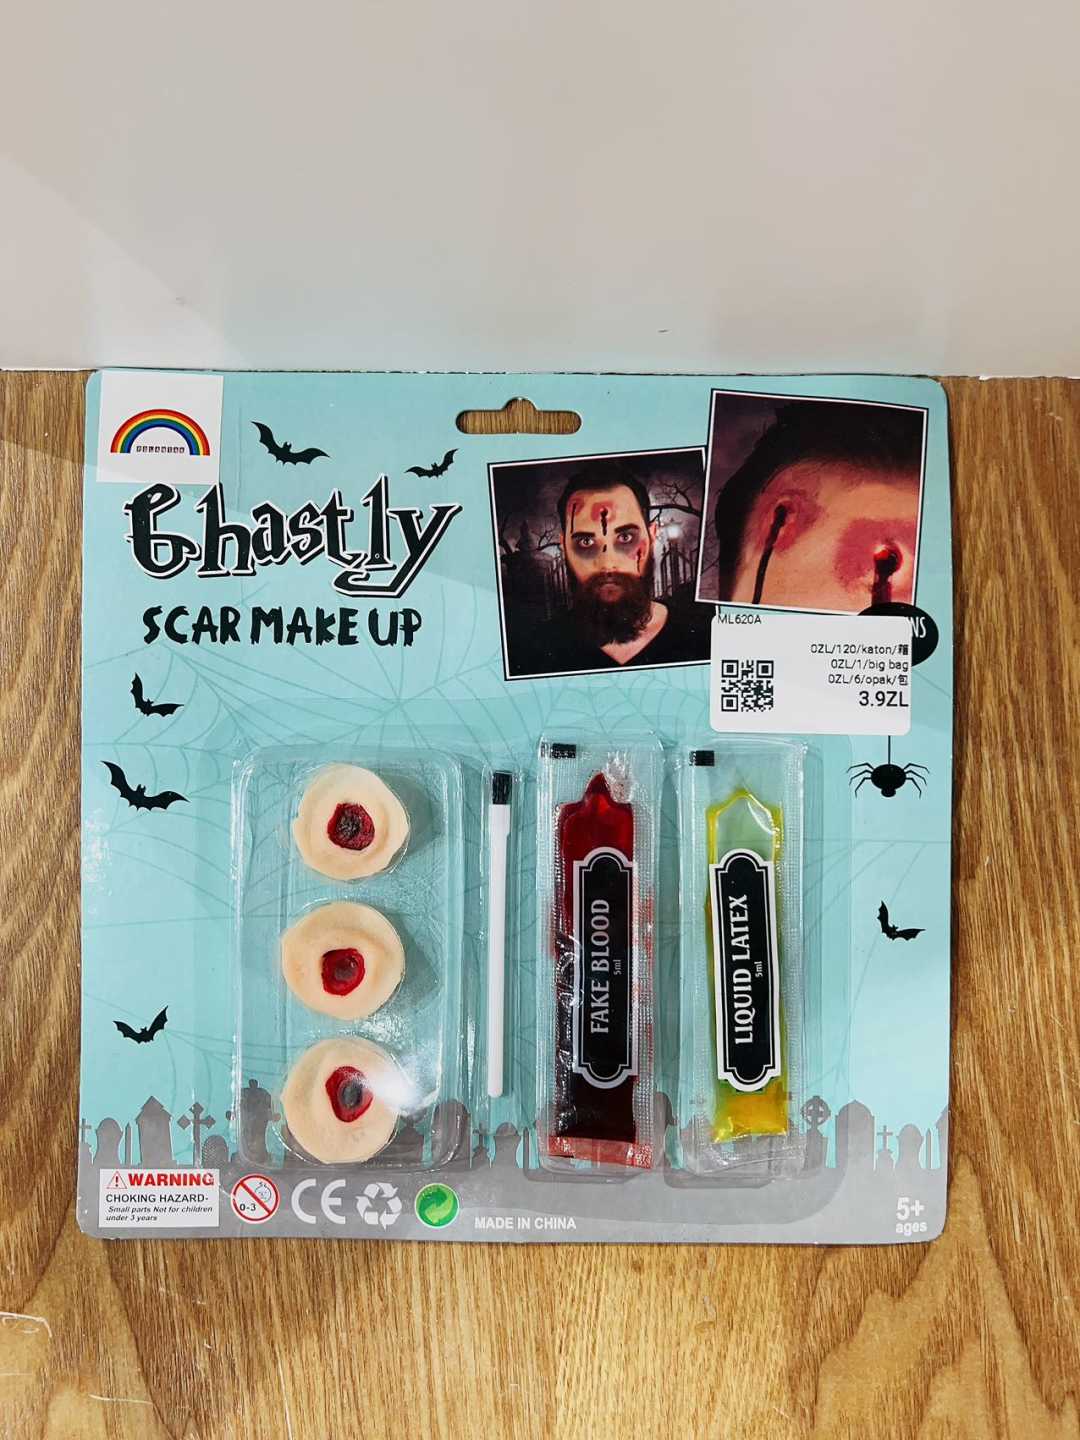 Ghastly
SCAR MAKE UP
NS
ML620A
0ZL/120/katon/箱
0ZL/1/big bag
0ZL/6/opak/包
3.9ZL
FAKE BLOOD
5ml
LIQUID LATEX
5ml
WARNING
CHOKING HAZARD-
Small parts Not for children
under 3 years
0-3
CE
MADE IN CHINA
5+
ages